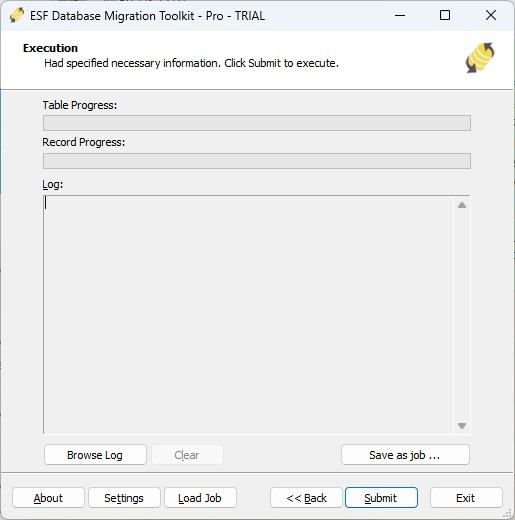 ESF Database Migration Toolkit - Pro - TRIAL
Execution
Had specified necessary information. Click Submit to execute.
Table Progress:
Record Progress:
Log:
Browse Log Clear Save as job ...
About Settings Load Job << Back Submit Exit